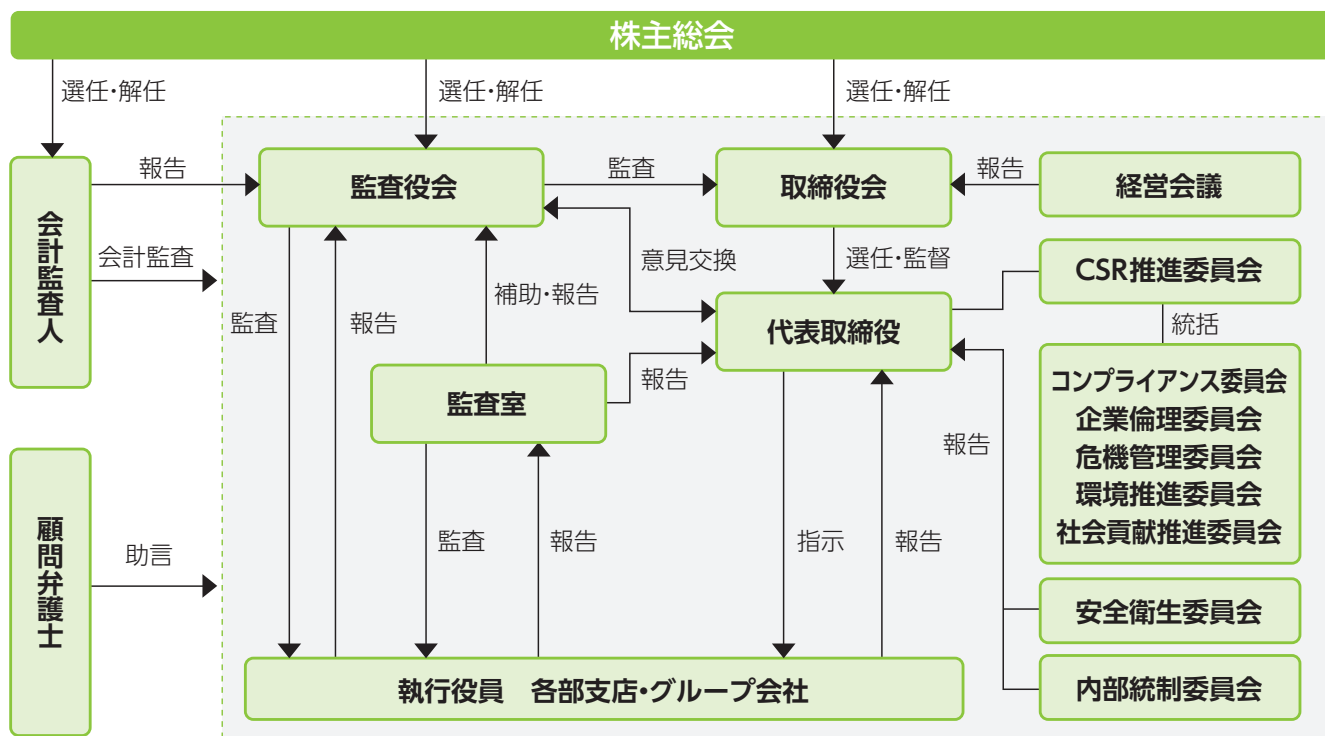 株主総会
選任・解任
選任・解任
選任・解任
会計監査人
報告
監査役会
監査
取締役会
報告
経営会議
会計監査
意見交換
選任・監督
CSR推進委員会
補助・報告
監査
報告
代表取締役
統括
監査室
報告
コンプライアンス委員会
企業倫理委員会
危機管理委員会
環境推進委員会
社会貢献推進委員会
報告
顧問弁護士
助言
監査
報告
指示
報告
安全衛生委員会
執行役員　各部支店・グループ会社
内部統制委員会